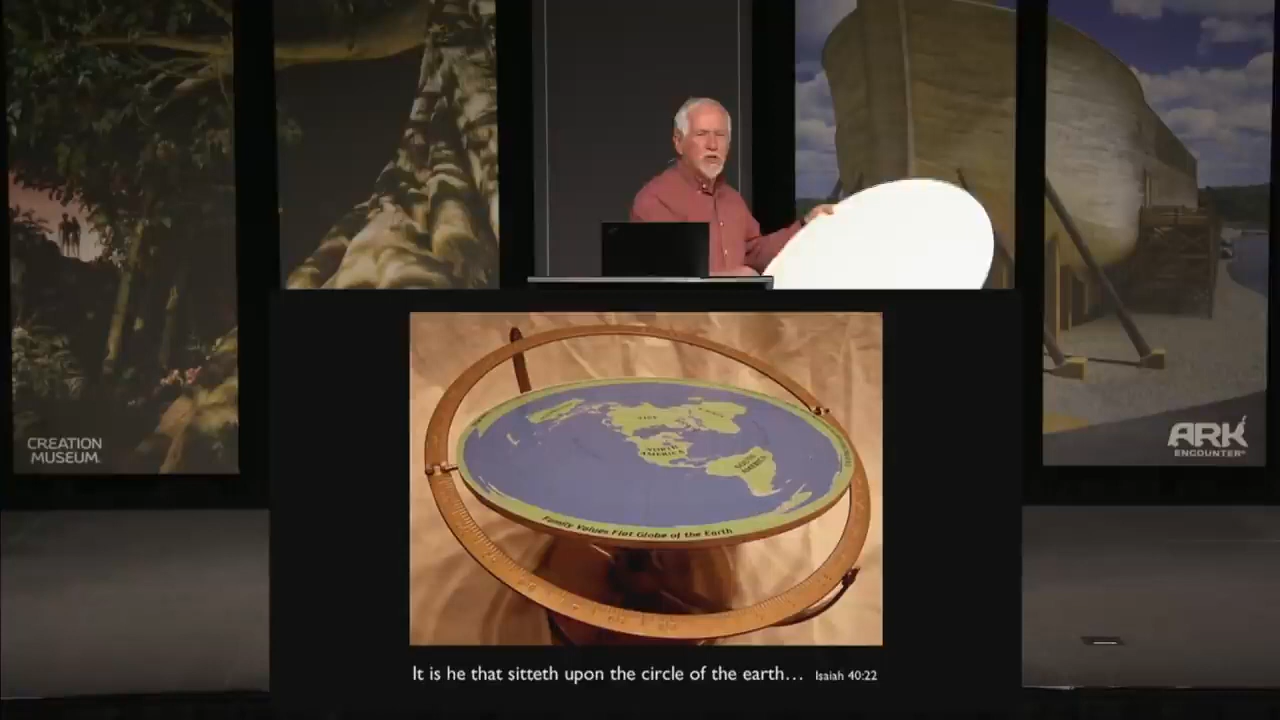 CREATION
MUSEUM
ARK
ENCOUNTER
NORTH
AMERICA
SOUTH
AMERICA
Family Values Flat Globe of the Earth
It is he that sitteth upon the circle of the earth... Isaiah 40:22